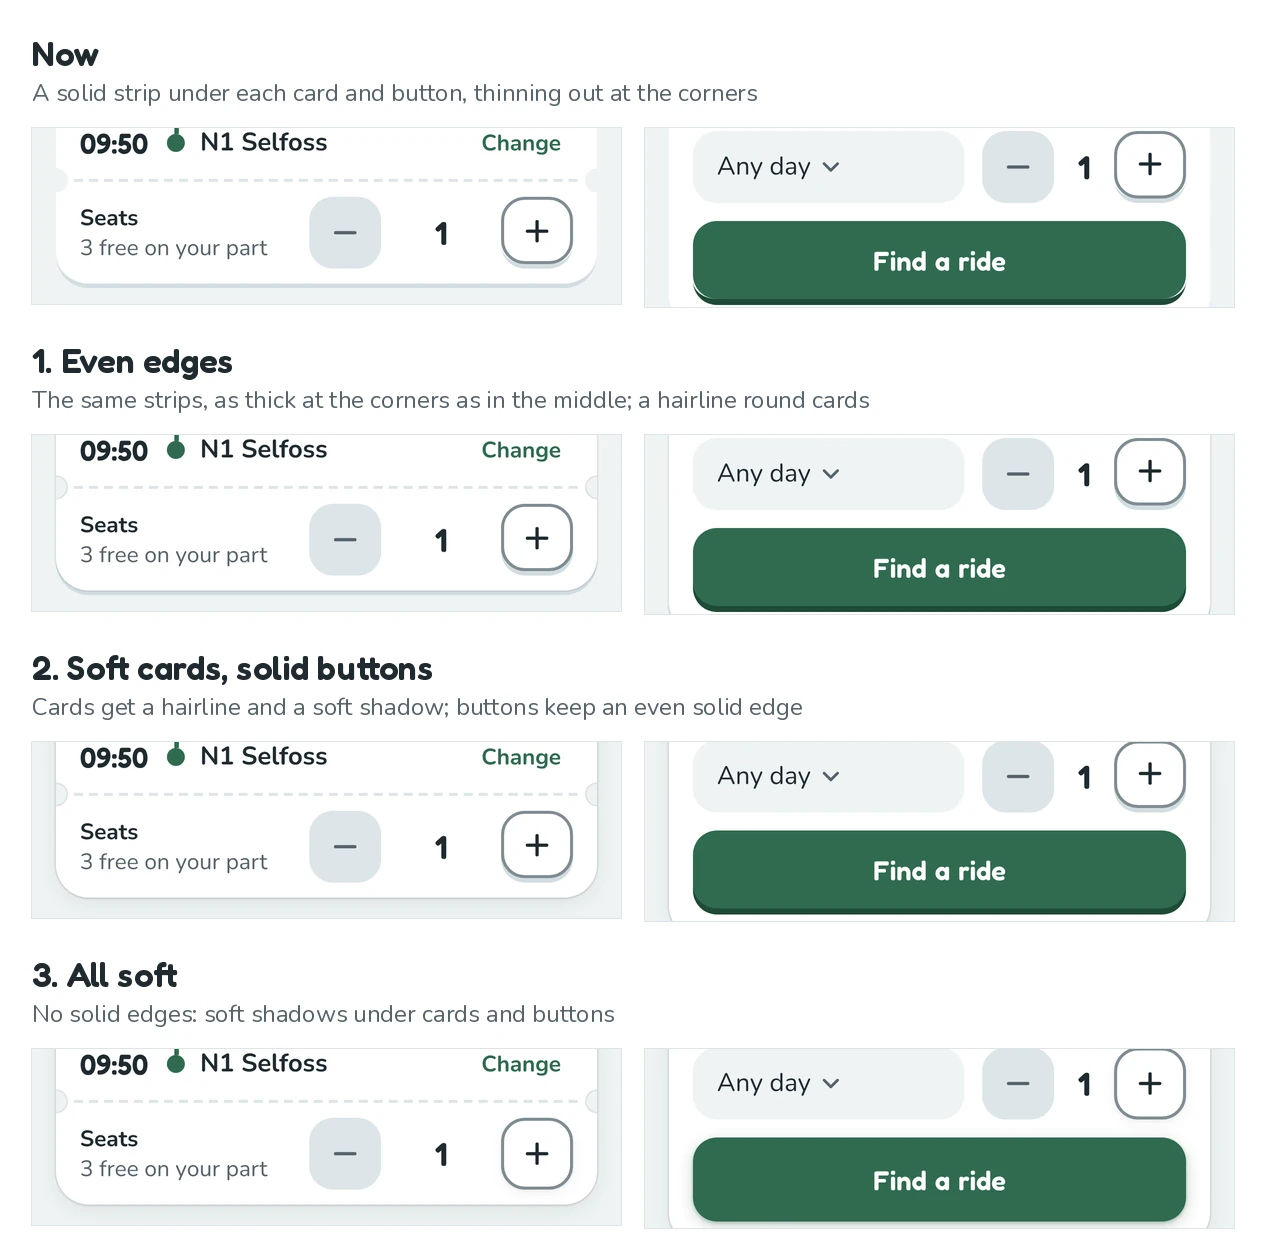 Now
A solid strip under each card and button, thinning out at the corners
09:50 N1 Selfoss Change
Seats
3 free on your part
− 1 +
Any day − 1 +
Find a ride
1. Even edges
The same strips, as thick at the corners as in the middle; a hairline round cards
09:50 N1 Selfoss Change
Seats
3 free on your part
− 1 +
Any day − 1 +
Find a ride
2. Soft cards, solid buttons
Cards get a hairline and a soft shadow; buttons keep an even solid edge
09:50 N1 Selfoss Change
Seats
3 free on your part
− 1 +
Any day − 1 +
Find a ride
3. All soft
No solid edges: soft shadows under cards and buttons
09:50 N1 Selfoss Change
Seats
3 free on your part
− 1 +
Any day − 1 +
Find a ride